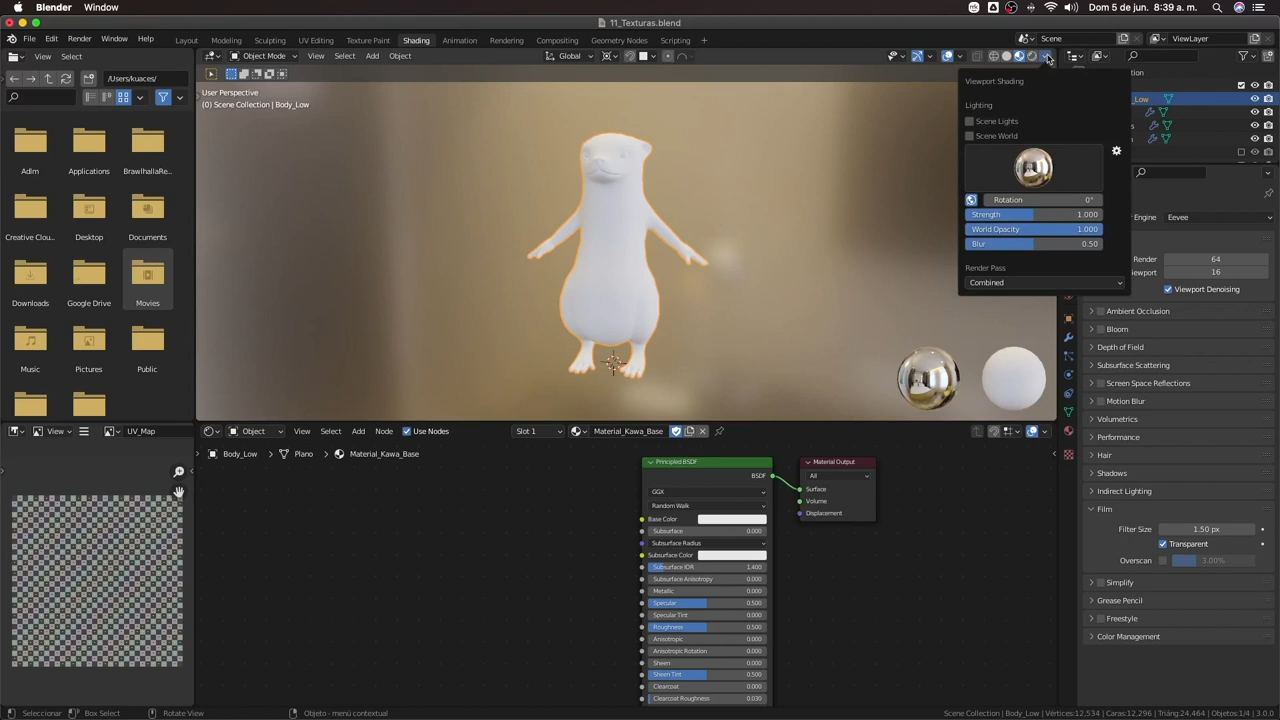 Blender Window
Dom 5 de jun. 8:39 a. m.
11_Texturas.blend
File Edit Render Window Help
Layout Modeling Sculpting UV Editing Texture Paint Shading Animation Rendering Compositing Geometry Nodes Scripting
Scene
ViewLayer
View Select
Object Mode View Select Add Object
Global
/Users/kuaces/
User Perspective
(0) Scene Collection | Body_Low
Viewport Shading
Lighting
Scene Lights
Scene World
Rotation 0°
Strength 1.000
World Opacity 1.000
Blur 0.50
Render Pass
Combined
Adlm
Applications
BrawlhallaRe...
Creative Clou...
Desktop
Documents
Downloads
Google Drive
Movies
Music
Pictures
Public
Eevee
Render 64
16
Viewport Denoising
Ambient Occlusion
Bloom
Depth of Field
Subsurface Scattering
Screen Space Reflections
Motion Blur
Volumetrics
Performance
Hair
Shadows
Indirect Lighting
Film
Filter Size 1.50 px
Transparent
Overscan 3.00%
Simplify
Grease Pencil
Freestyle
Color Management
View
UV_Map
Object View Select Add Node Use Nodes
Slot 1
Material_Kawa_Base
Body_Low Plano Material_Kawa_Base
Principled BSDF
BSDF
GGX
Random Walk
Base Color
Subsurface 0.000
Subsurface Radius
Subsurface Color
Subsurface IOR 1.400
Subsurface Anisotropy 0.000
Metallic 0.000
Specular 0.500
Specular Tint 0.000
Roughness 0.500
Anisotropic 0.000
Anisotropic Rotation 0.000
Sheen 0.000
Sheen Tint 0.500
Clearcoat 0.000
Clearcoat Roughness 0.030
Material Output
All
Surface
Volume
Displacement
Seleccionar
Box Select
Rotate View
Objeto - menú contextual
Scene Collection | Body_Low | Vértices:12,534 | Caras:12,296 | Triáng:24,464 | Objetos:1/4 | 3.0.0